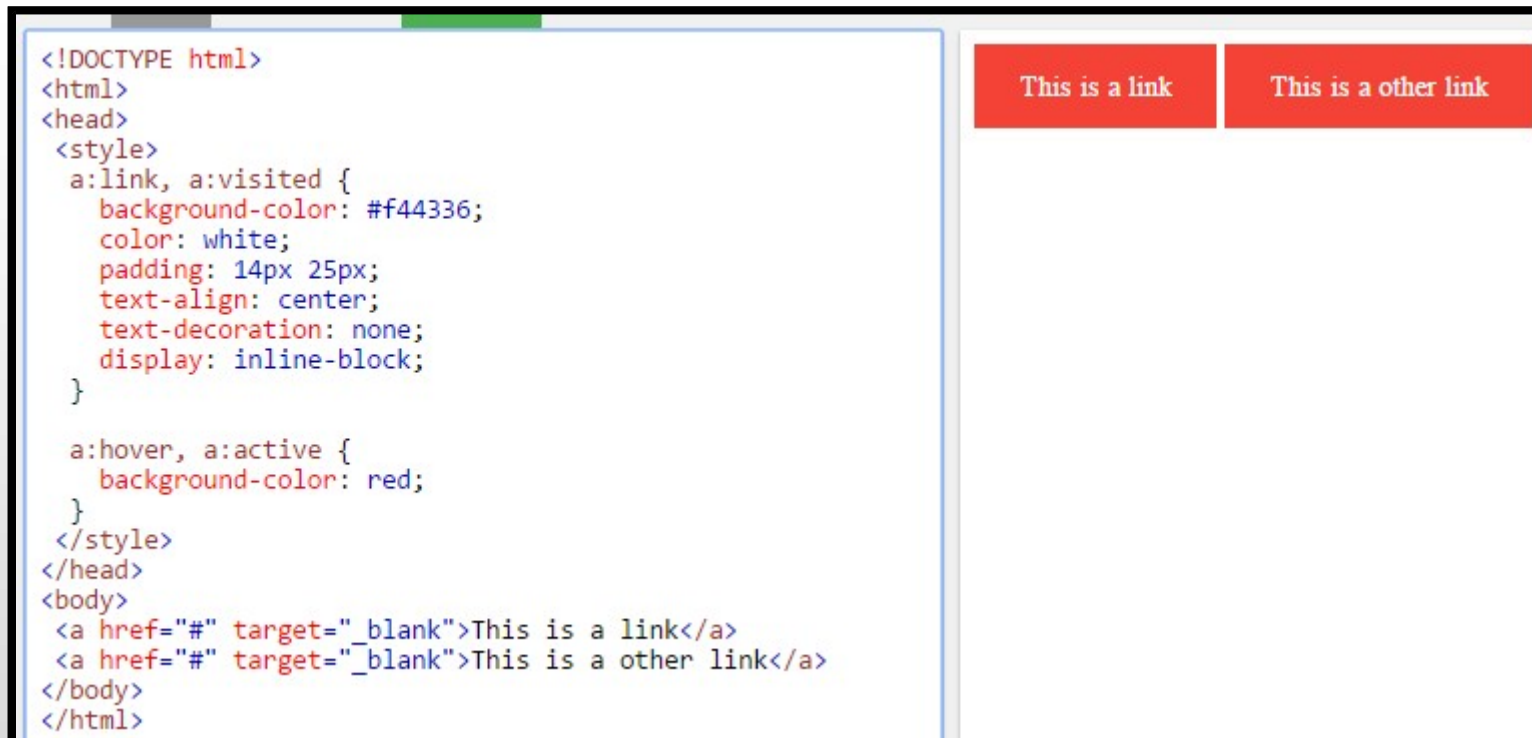 <!DOCTYPE html>
<html>
<head>
 <style>
  a:link, a:visited {
    background-color: #f44336;
    color: white;
    padding: 14px 25px;
    text-align: center;
    text-decoration: none;
    display: inline-block;
  }

  a:hover, a:active {
    background-color: red;
  }
 </style>
</head>
<body>
 <a href="#" target="_blank">This is a link</a>
 <a href="#" target="_blank">This is a other link</a>
</body>
</html>
This is a link
This is a other link